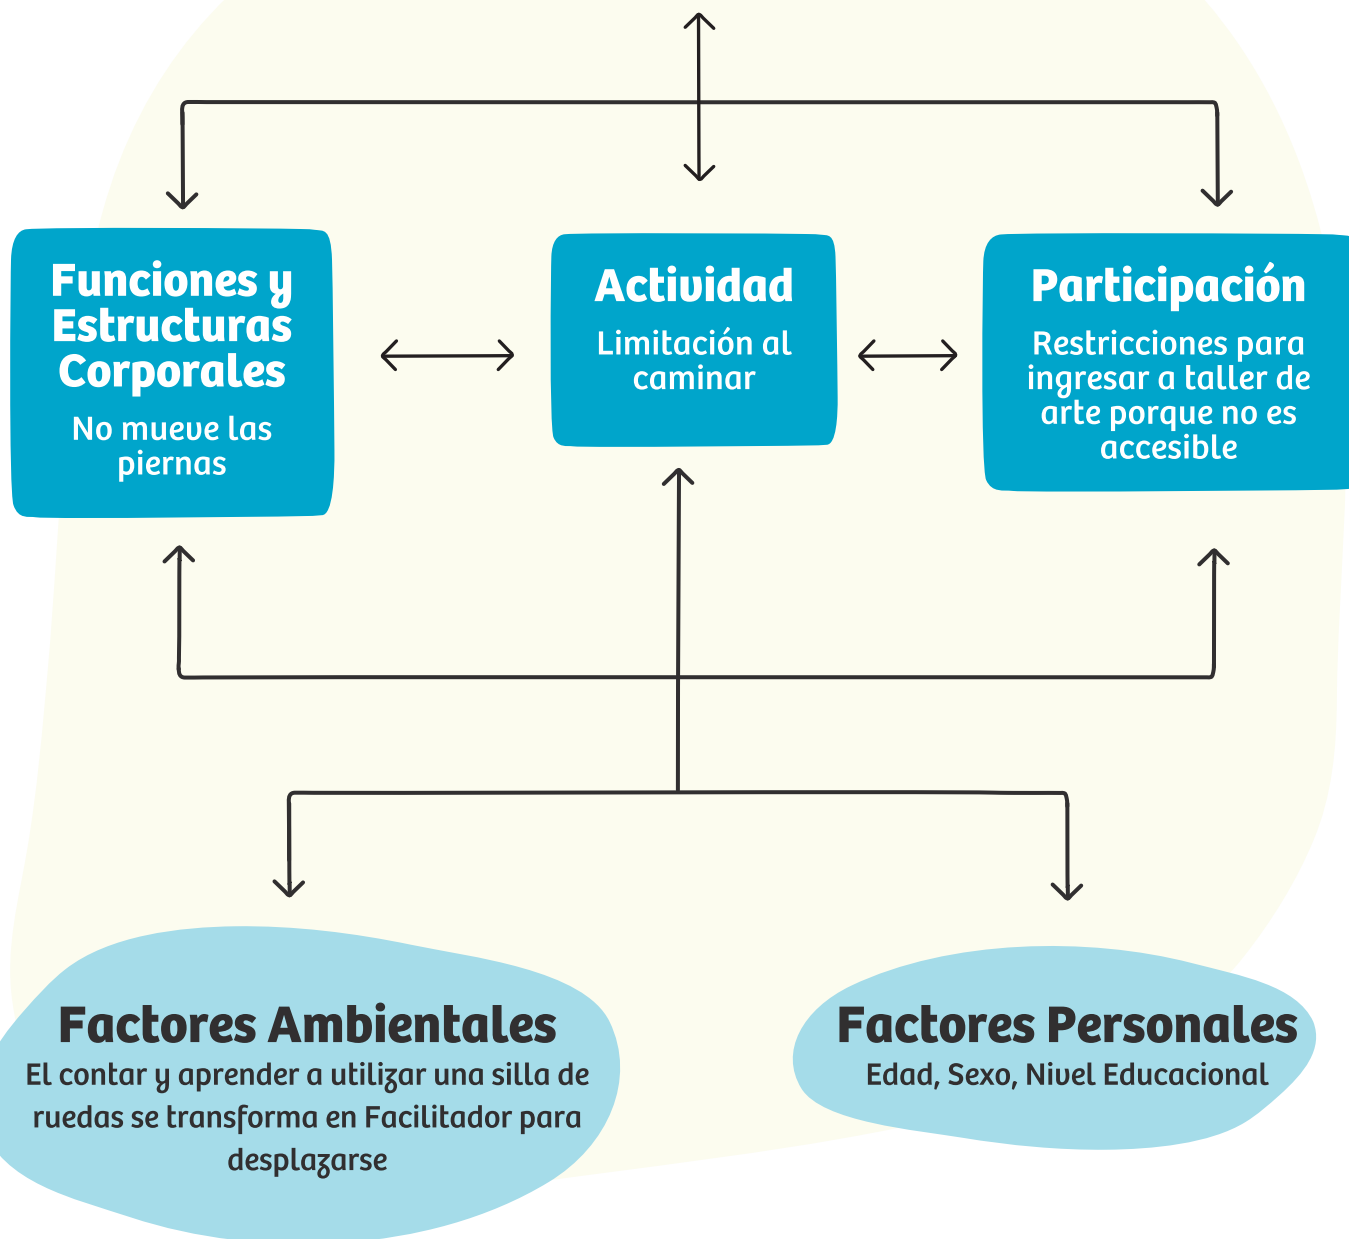 Funciones y
Estructuras
Corporales
No mueve las
piernas
Actividad
Limitación al
caminar
Participación
Restricciones para
ingresar a taller de
arte porque no es
accesible
Factores Ambientales
El contar y aprender a utilizar una silla de
ruedas se transforma en Facilitador para
desplazarse
Factores Personales
Edad, Sexo, Nivel Educacional